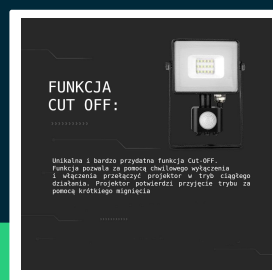 FUNKCJA
CUT OFF:
Unikalna i bardzo przydatna funkcja Cut-OFF.
Funkcja pozwala za pomocą chwilowego wyłączenia
i włączenia przełączyć projektor w tryb ciągłego
działania. Projektor potwierdzi przyjęcie trybu za
pomocą krótkiego mignięcia